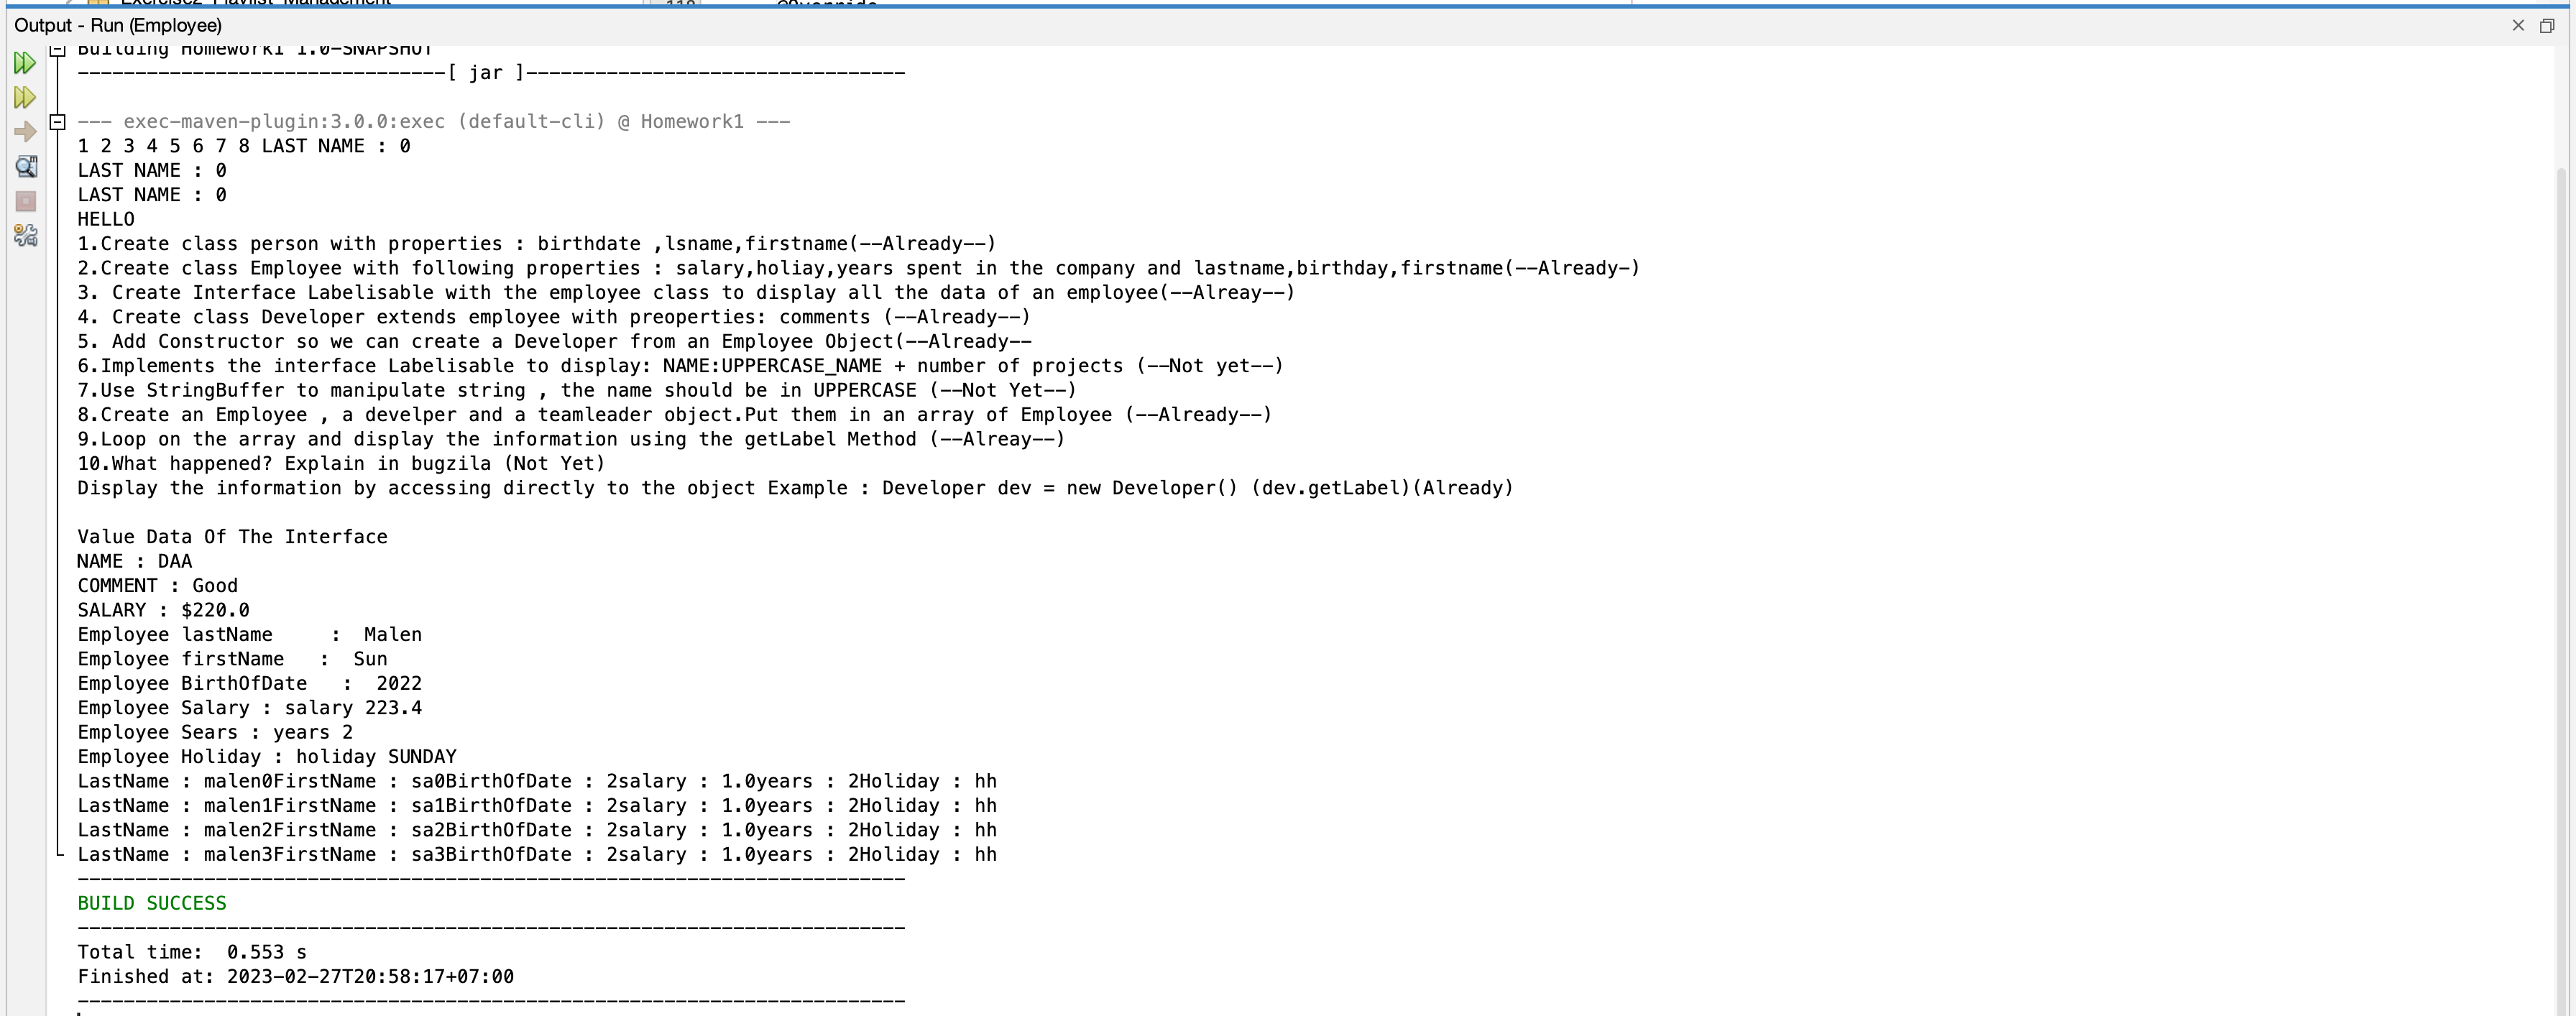 Exercise2 Playlist Management
118 @Override
Output - Run (Employee)
Building Homework1 1.0-SNAPSHOT
--------------------------------[ jar ]---------------------------------
--- exec-maven-plugin:3.0.0:exec (default-cli) @ Homework1 ---
1 2 3 4 5 6 7 8 LAST NAME : 0
LAST NAME : 0
LAST NAME : 0
HELLO
1.Create class person with properties : birthdate ,lsname,firstname(--Already--)
2.Create class Employee with following properties : salary,holiay,years spent in the company and lastname,birthday,firstname(--Already-)
3. Create Interface Labelisable with the employee class to display all the data of an employee(--Alreay--)
4. Create class Developer extends employee with preoperties: comments (--Already--)
5. Add Constructor so we can create a Developer from an Employee Object(--Already--
6.Implements the interface Labelisable to display: NAME:UPPERCASE_NAME + number of projects (--Not yet--)
7.Use StringBuffer to manipulate string , the name should be in UPPERCASE (--Not Yet--)
8.Create an Employee , a develper and a teamleader object.Put them in an array of Employee (--Already--)
9.Loop on the array and display the information using the getLabel Method (--Alreay--)
10.What happened? Explain in bugzila (Not Yet)
Display the information by accessing directly to the object Example : Developer dev = new Developer() (dev.getLabel)(Already)
Value Data Of The Interface
NAME : DAA
COMMENT : Good
SALARY : $220.0
Employee lastName     :  Malen
Employee firstName   :  Sun
Employee BirthOfDate   :  2022
Employee Salary : salary 223.4
Employee Sears : years 2
Employee Holiday : holiday SUNDAY
LastName : malen0FirstName : sa0BirthOfDate : 2salary : 1.0years : 2Holiday : hh
LastName : malen1FirstName : sa1BirthOfDate : 2salary : 1.0years : 2Holiday : hh
LastName : malen2FirstName : sa2BirthOfDate : 2salary : 1.0years : 2Holiday : hh
LastName : malen3FirstName : sa3BirthOfDate : 2salary : 1.0years : 2Holiday : hh
------------------------------------------------------------------------
BUILD SUCCESS
------------------------------------------------------------------------
Total time:  0.553 s
Finished at: 2023-02-27T20:58:17+07:00
------------------------------------------------------------------------